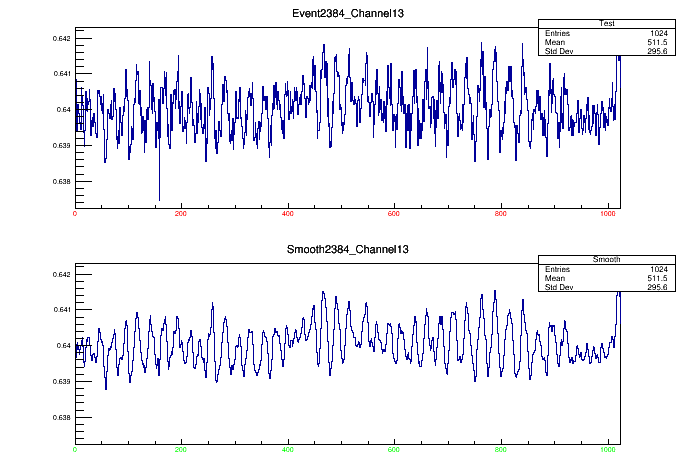 Event2384_Channel13
Test
Entries 1024
Mean 511.5
Std Dev 295.6
0.642
0.641
0.64
0.639
0.638
0 200 400 600 800 1000
Smooth2384_Channel13
Smooth
Entries 1024
Mean 511.5
Std Dev 295.6
0.642
0.641
0.64
0.639
0.638
0 200 400 600 800 1000